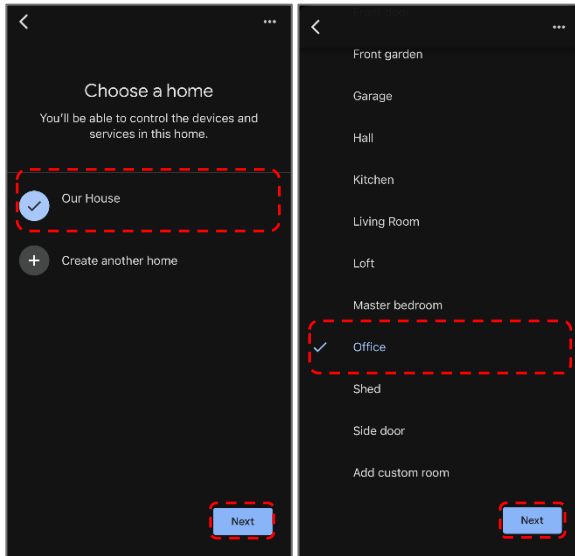 Choose a home
You'll be able to control the devices and
services in this home.
Our House
Create another home
Next
Front garden
Garage
Hall
Kitchen
Living Room
Loft
Master bedroom
Office
Shed
Side door
Add custom room
Next